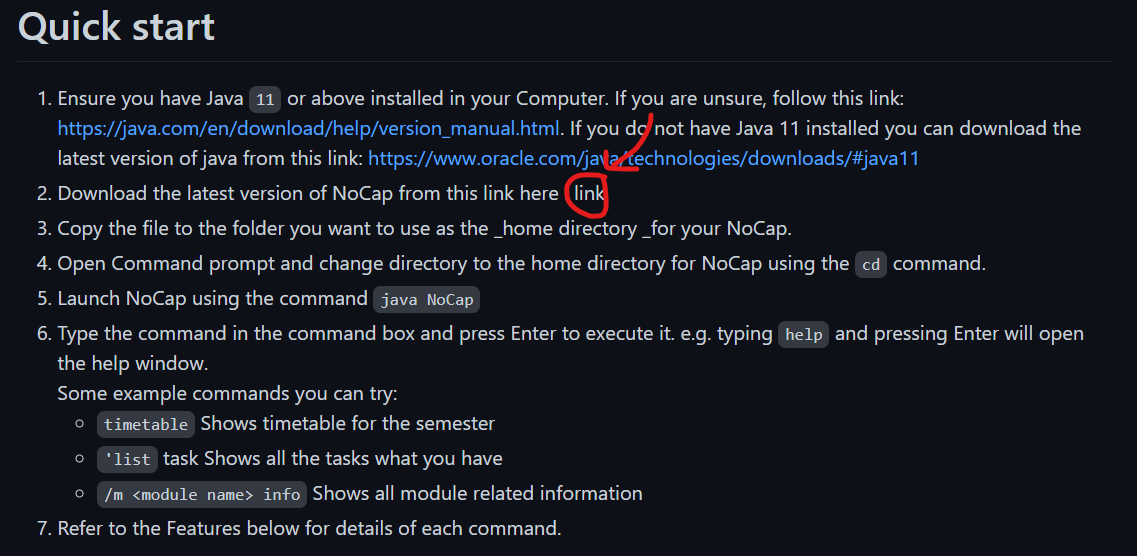 Quick start
1. Ensure you have Java 11 or above installed in your Computer. If you are unsure, follow this link:
https://java.com/en/download/help/version_manual.html. If you do not have Java 11 installed you can download the
latest version of java from this link: https://www.oracle.com/java/technologies/downloads/#java11
2. Download the latest version of NoCap from this link here link
3. Copy the file to the folder you want to use as the _home directory _for your NoCap.
4. Open Command prompt and change directory to the home directory for NoCap using the cd command.
5. Launch NoCap using the command java NoCap
6. Type the command in the command box and press Enter to execute it. e.g. typing help and pressing Enter will open
the help window.
Some example commands you can try:
○ timetable Shows timetable for the semester
○ 'list task Shows all the tasks what you have
○ /m <module name> info Shows all module related information
7. Refer to the Features below for details of each command.